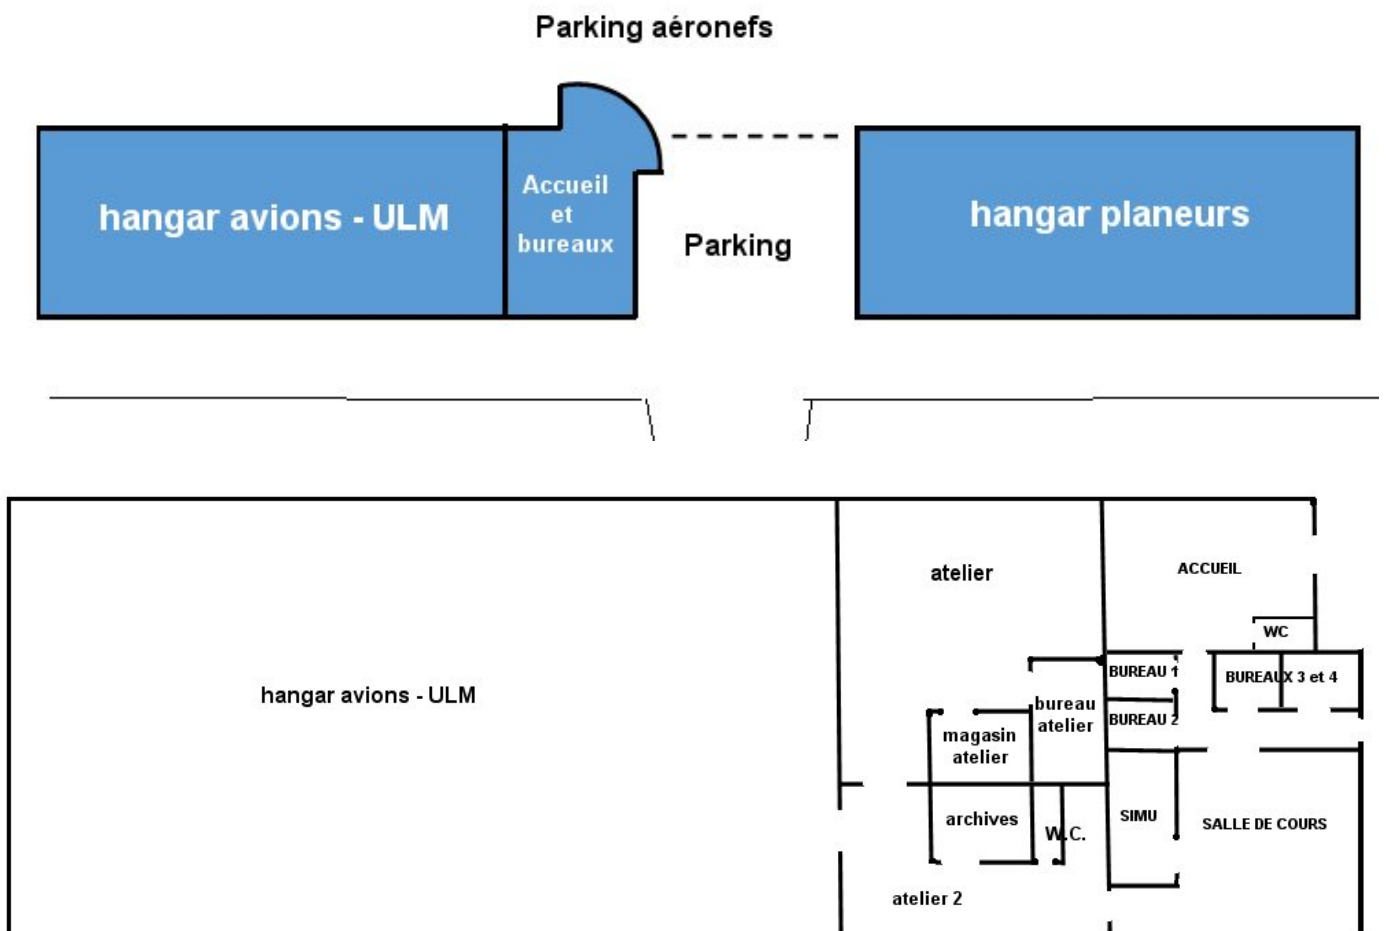 Parking aéronefs
hangar avions - ULM
Accueil
et
bureaux
Parking
hangar planeurs
atelier
ACCUEIL
WC
BUREAU 1
BUREAUX 3 et 4
hangar avions - ULM
bureau
atelier
BUREAU 2
magasin
atelier
archives
W.C.
SIMU
SALLE DE COURS
atelier 2